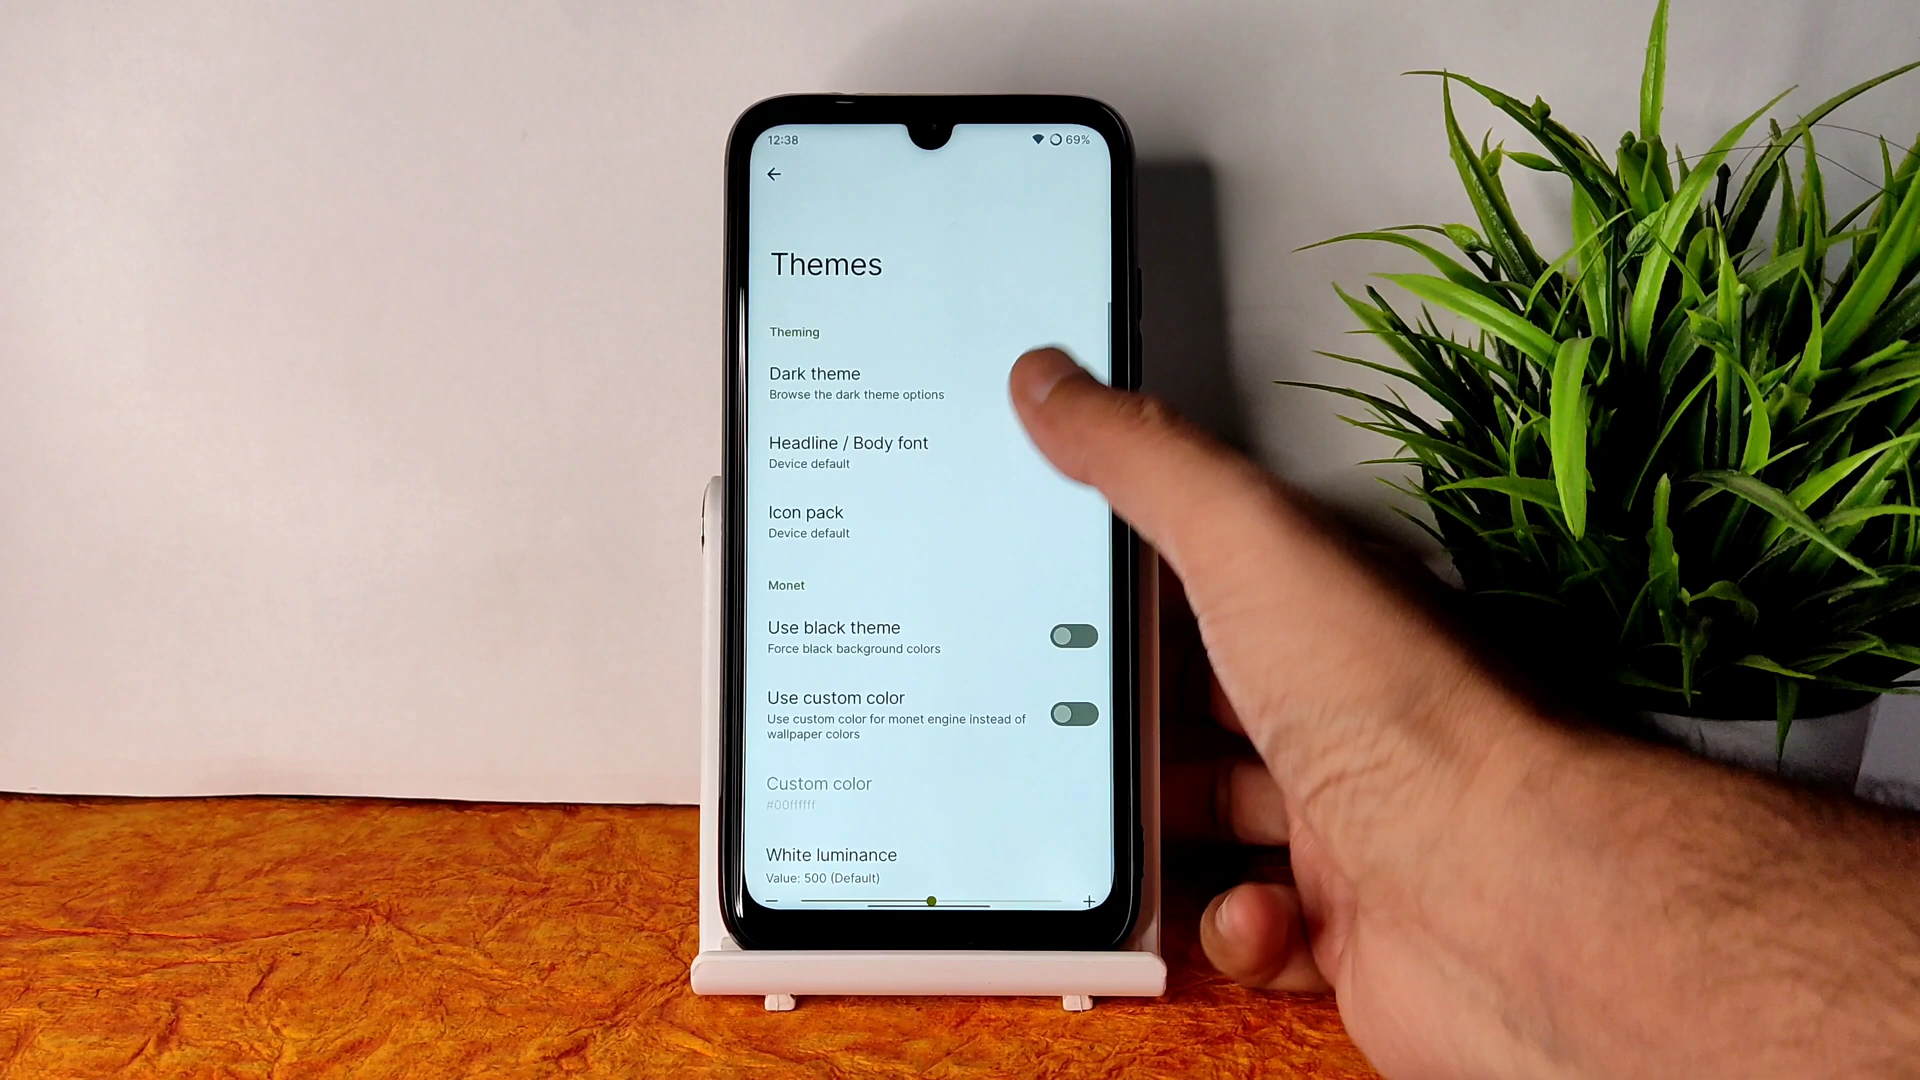 12:38
69%
Themes
Theming
Dark theme
Browse the dark theme options
Headline / Body font
Device default
Icon pack
Device default
Monet
Use black theme
Force black background colors
Use custom color
Use custom color for monet engine instead of
wallpaper colors
Custom color
#00ffffff
White luminance
Value: 500 (Default)